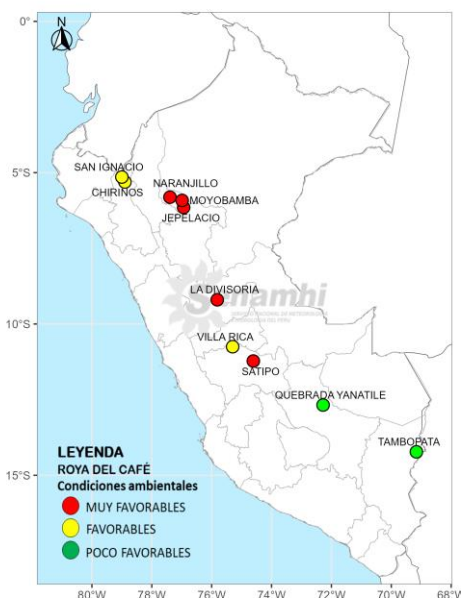 N
0°
SAN IGNACIO
CHIRINOS
NARANJILLO
MOYOBAMBA
JEPELACIO
5°S
LA DIVISORIA
Senamhi
10°S
VILLA RICA
SATIPO
QUEBRADA YANATILE
TAMBOPATA
15°S
LEYENDA
ROYA DEL CAFÉ
Condiciones ambientales
MUY FAVORABLES
FAVORABLES
POCO FAVORABLES
80°W 78°W 76°W 74°W 72°W 70°W 68°W